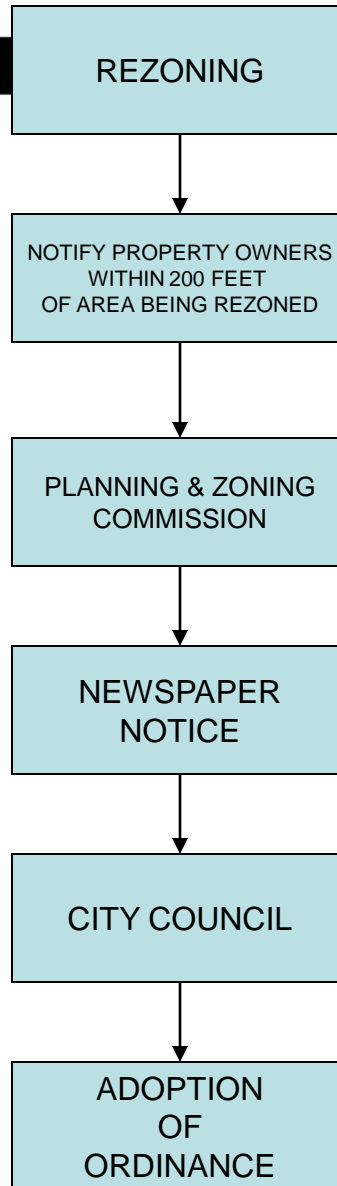 REZONING
NOTIFY PROPERTY OWNERS
WITHIN 200 FEET
OF AREA BEING REZONED
PLANNING & ZONING
COMMISSION
NEWSPAPER
NOTICE
CITY COUNCIL
ADOPTION
OF
ORDINANCE